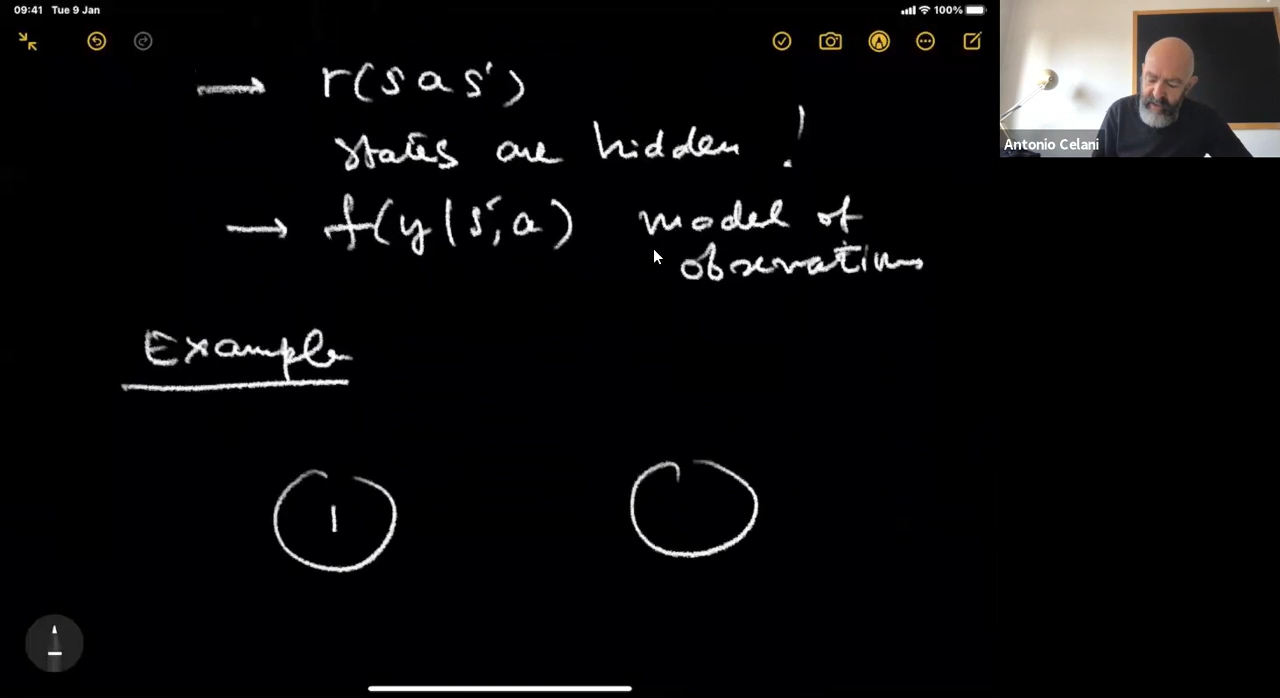 09:41 Tue 9 Jan
100%
→ r(s a s')
states are hidden !
→ f(y|s', a) model of
observations
Example
1
Antonio Celani